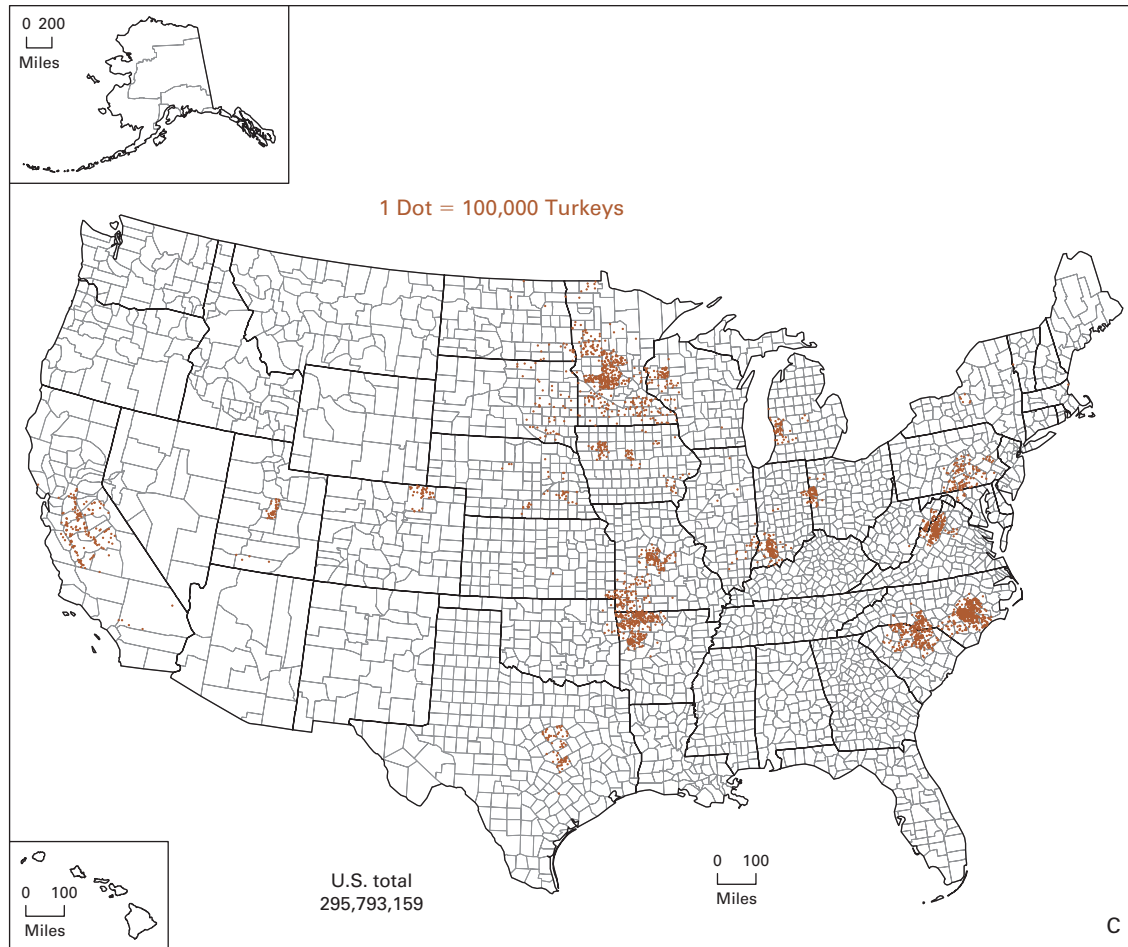 0 200
Miles
1 Dot = 100,000 Turkeys
0 100
Miles
U.S. total
295,793,159
0 100
Miles
C